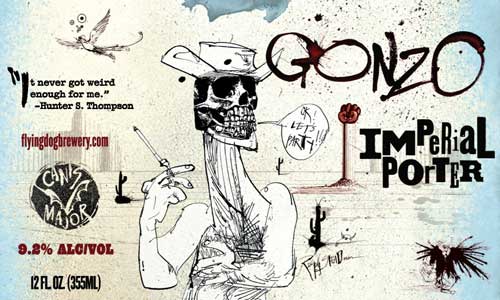 GONZO
IMPERIAL
PORTER
"It never got weird
enough for me."
-Hunter S. Thompson
flyingdogbrewery.com
CANIS
MAJOR
9.2% ALC/VOL
12 FL. OZ. (355ML)
OK!
LET'S
PARTY!!!